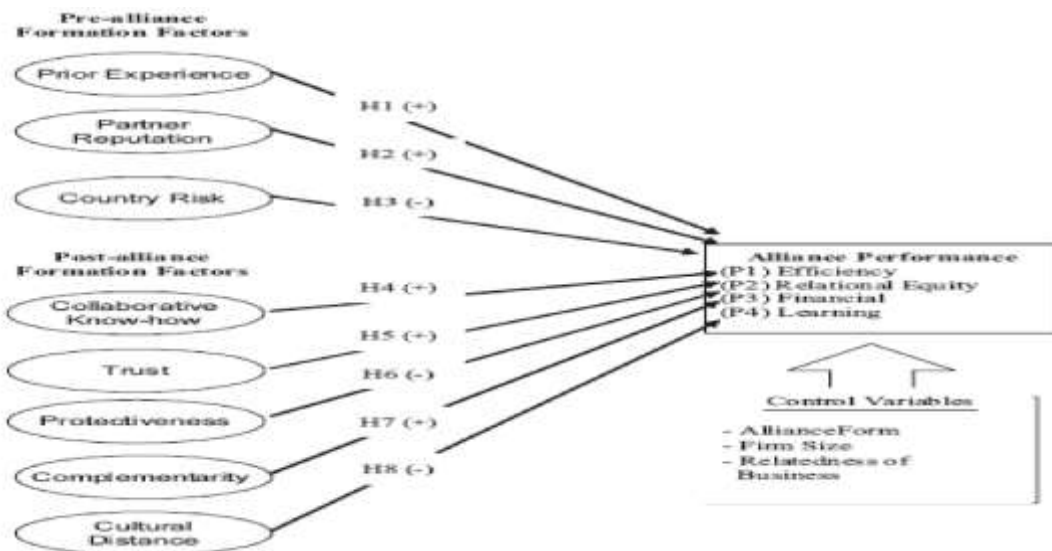 Pre-alliance
Formation Factors
Prior Experience
H1 (+)
Partner
Reputation
H2 (+)
Country Risk
H3 (-)
Post-alliance
Formation Factors
Collaborative
Know-how
H4 (+)
Trust
H5 (+)
Protectiveness
H6 (-)
Complementarity
H7 (+)
Cultural
Distance
H8 (-)
Alliance Performance
(P1) Efficiency
(P2) Relational Equity
(P3) Financial
(P4) Learning
Control Variables
- AllianceForm
- Firm Size
- Relatedness of
Business